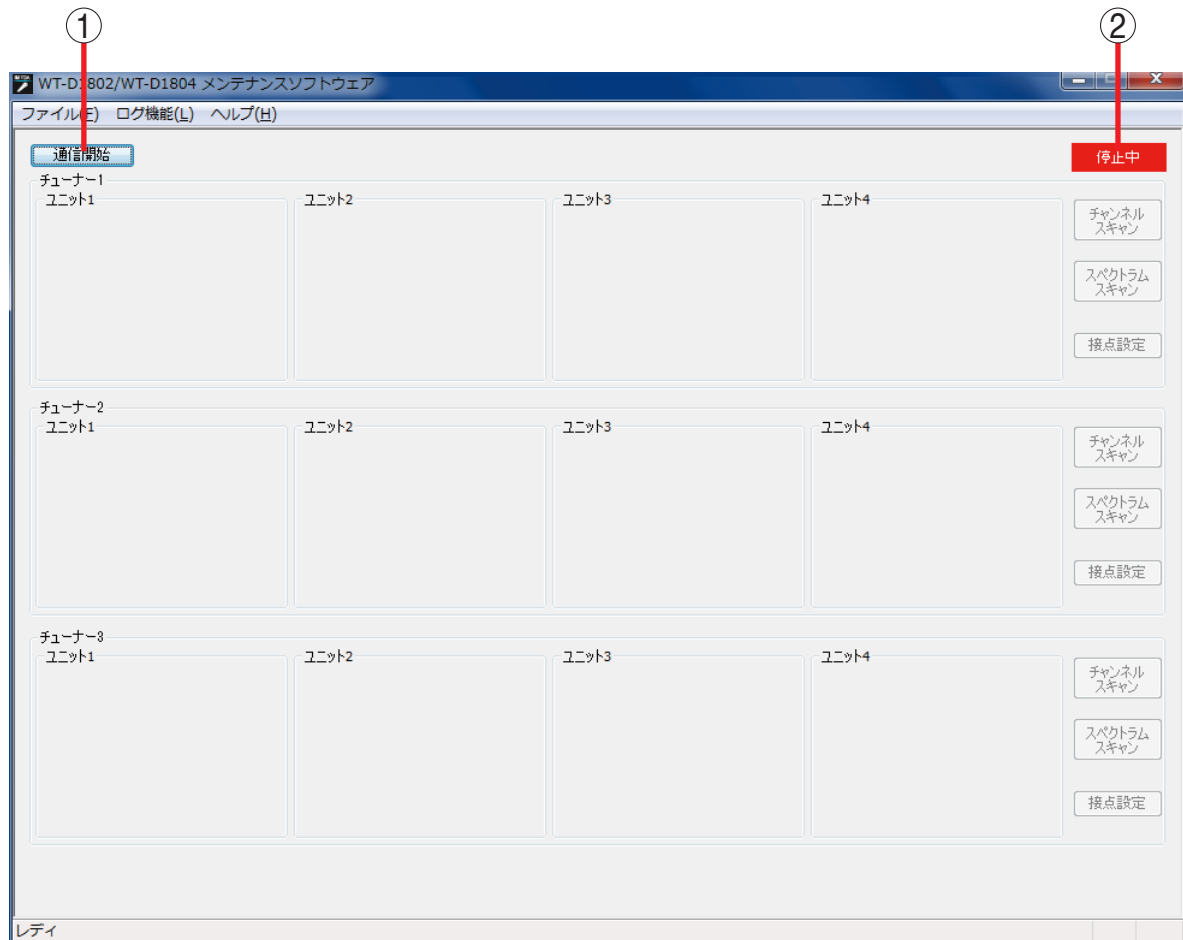 ① ②
WT-D1802/WT-D1804 メンテナンスソフトウェア
ファイル(F) ログ機能(L) ヘルプ(H)
通信開始 停止中
チューナー1
ユニット1 ユニット2 ユニット3 ユニット4
チャンネル
スキャン
スペクトラム
スキャン
接点設定
チューナー2
ユニット1 ユニット2 ユニット3 ユニット4
チャンネル
スキャン
スペクトラム
スキャン
接点設定
チューナー3
ユニット1 ユニット2 ユニット3 ユニット4
チャンネル
スキャン
スペクトラム
スキャン
接点設定
レディ